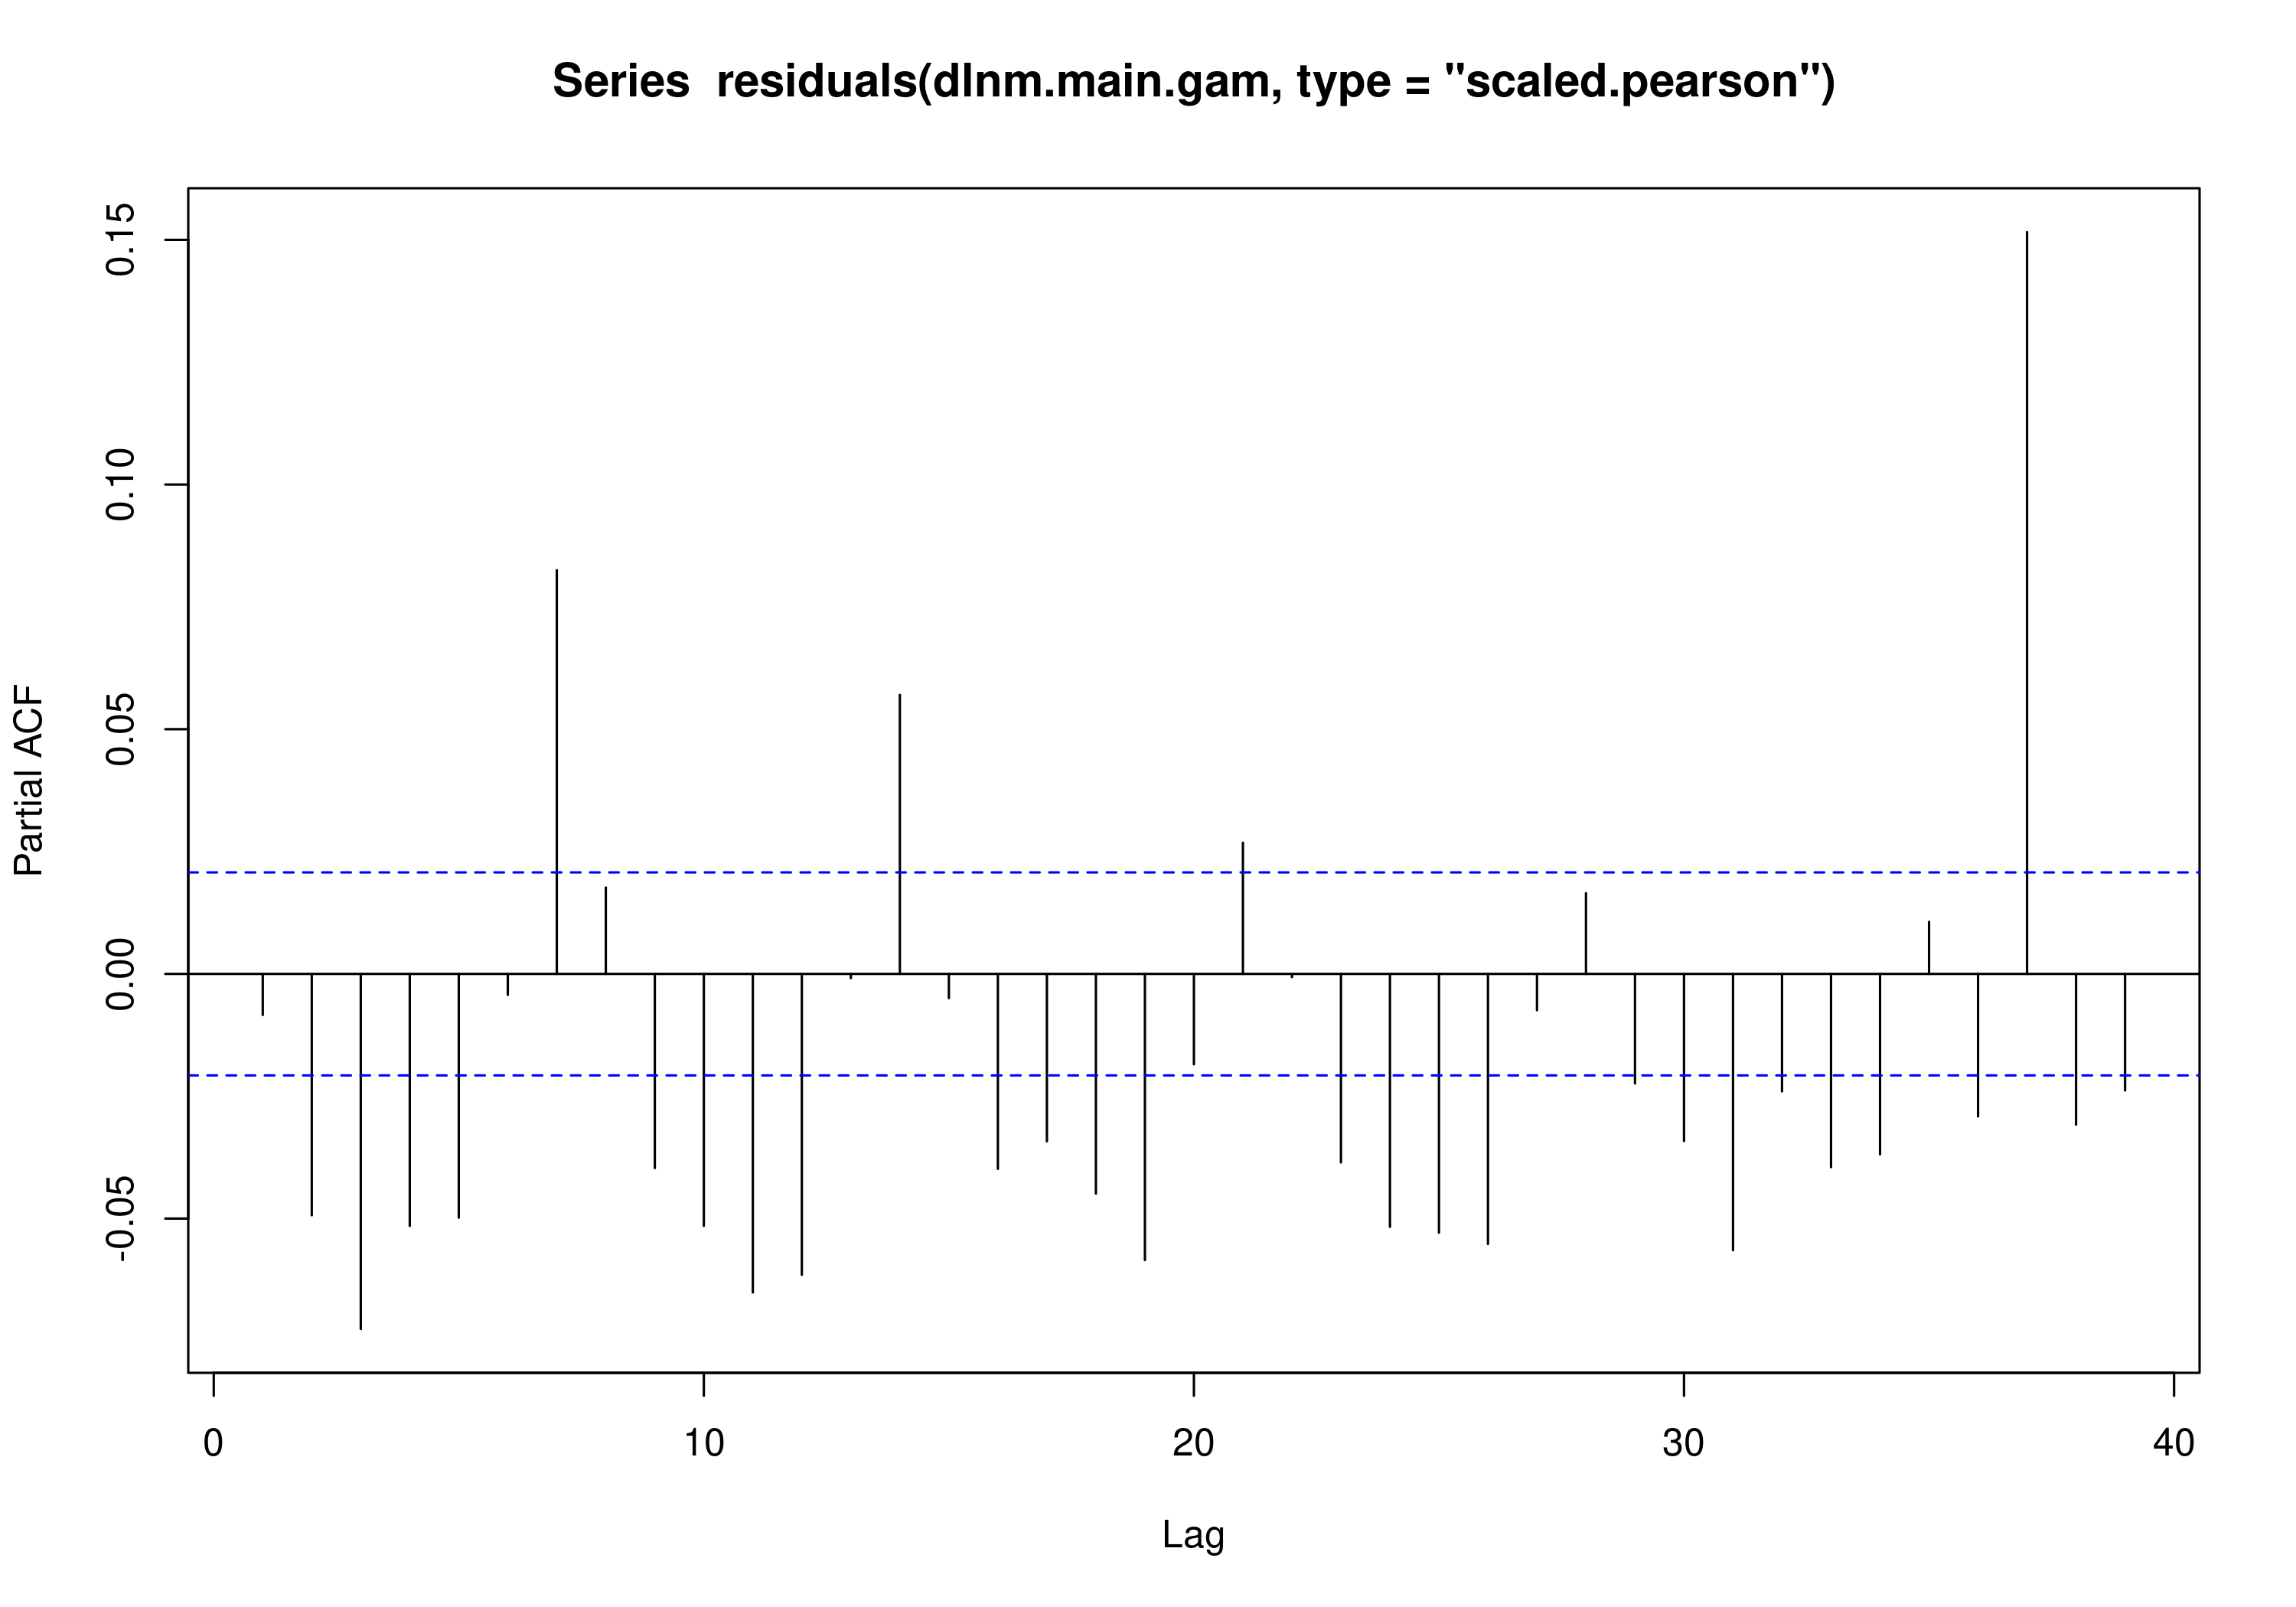 Series  residuals(dlnm.main.gam, type = "scaled.pearson")
Partial ACF
0.15
0.10
0.05
0.00
-0.05
0 10 20 30 40
Lag